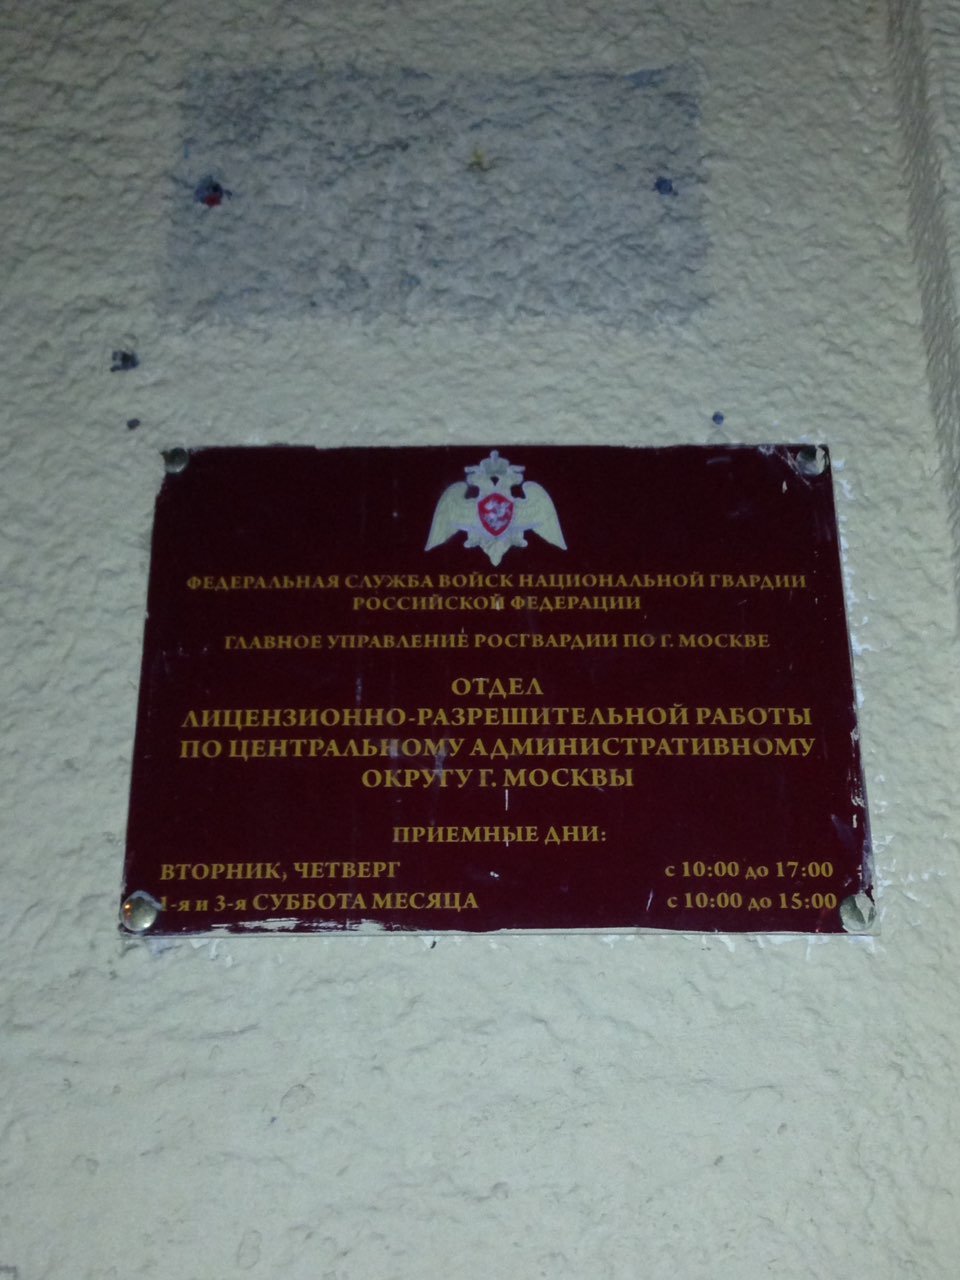 ФЕДЕРАЛЬНАЯ СЛУЖБА ВОЙСК НАЦИОНАЛЬНОЙ ГВАРДИИ
РОССИЙСКОЙ ФЕДЕРАЦИИ
ГЛАВНОЕ УПРАВЛЕНИЕ РОСГВАРДИИ ПО Г. МОСКВЕ
ОТДЕЛ
ЛИЦЕНЗИОННО-РАЗРЕШИТЕЛЬНОЙ РАБОТЫ
ПО ЦЕНТРАЛЬНОМУ АДМИНИСТРАТИВНОМУ
ОКРУГУ Г. МОСКВЫ
ПРИЕМНЫЕ ДНИ:
ВТОРНИК, ЧЕТВЕРГ с 10:00 до 17:00
1-я и 3-я СУББОТА МЕСЯЦА с 10:00 до 15:00